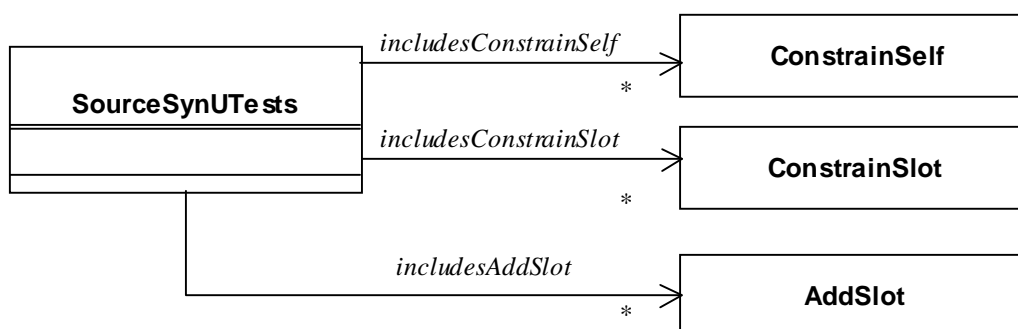 includesConstrainSelf
ConstrainSelf
*
SourceSynUTests
includesConstrainSlot
ConstrainSlot
*
includesAddSlot
AddSlot
*